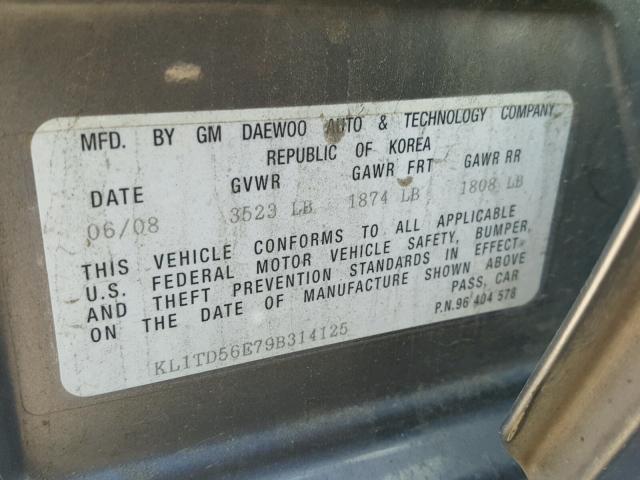 MFD. BY GM DAEWOO AUTO & TECHNOLOGY COMPANY
REPUBLIC OF KOREA
DATE GVWR GAWR FRT GAWR RR
06/08 3523 LB 1874 LB 1808 LB
THIS VEHICLE CONFORMS TO ALL APPLICABLE
U.S. FEDERAL MOTOR VEHICLE SAFETY, BUMPER,
AND THEFT PREVENTION STANDARDS IN EFFECT
ON THE DATE OF MANUFACTURE SHOWN ABOVE
PASS, CAR
P.N.96 404 578
KL1TD56E79B314125